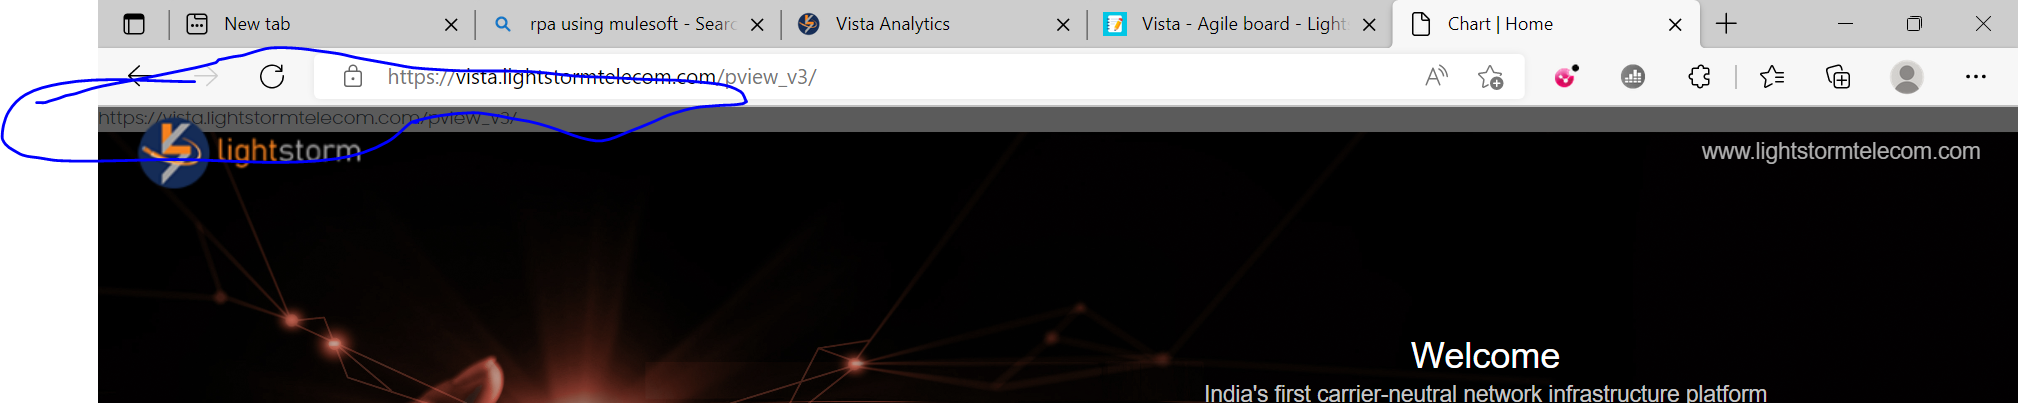 New tab
rpa using mulesoft - Searc
Vista Analytics
Vista - Agile board - Light
Chart | Home
https://vista.lightstormtelecom.com/pview_v3/
https://vista.lightstormtelecom.com/pview_v3/
lightstorm
www.lightstormtelecom.com
Welcome
India's first carrier-neutral network infrastructure platform